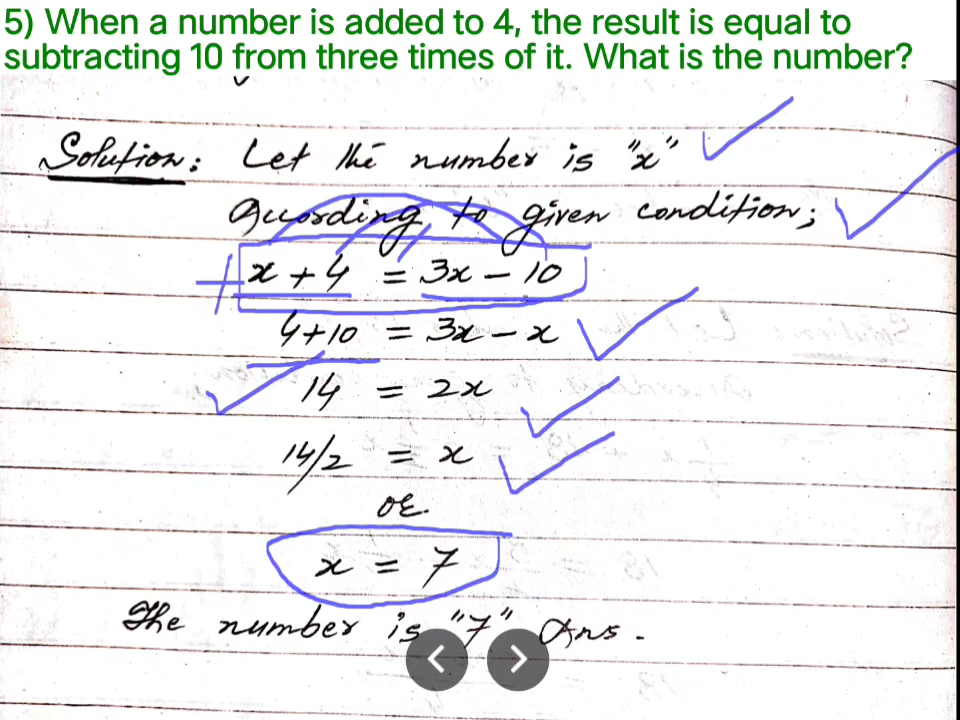 5) When a number is added to 4, the result is equal to
subtracting 10 from three times of it. What is the number?
Solution: Let the number is "x"
According to given condition;
x + 4 = 3x - 10
4+10 = 3x - x
14 = 2x
14/2 = x
or
x = 7
The number is "7" Ans.